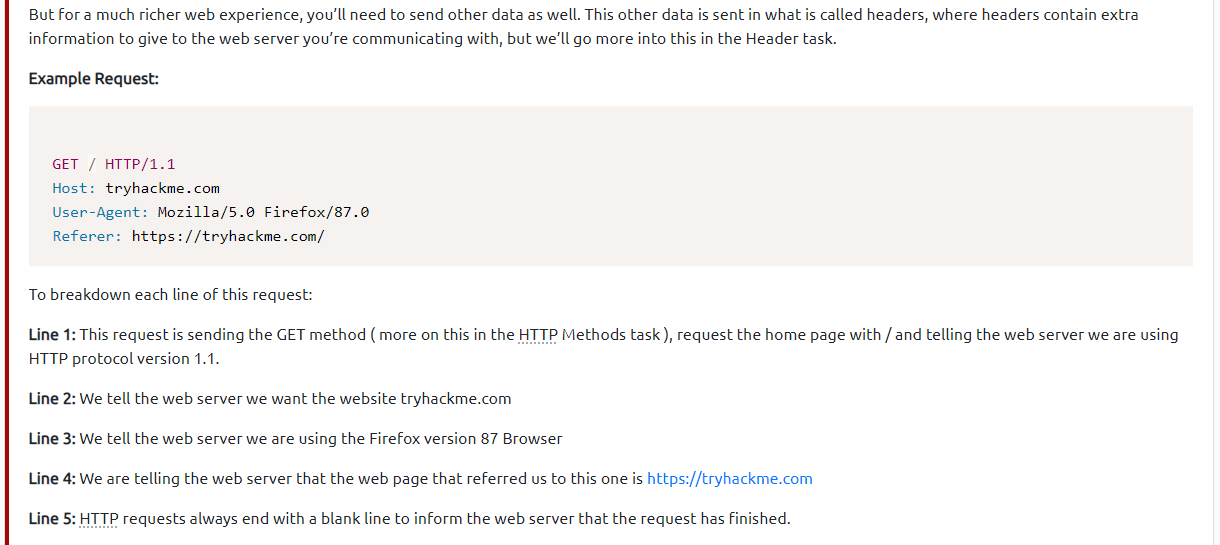 But for a much richer web experience, you’ll need to send other data as well. This other data is sent in what is called headers, where headers contain extra
information to give to the web server you’re communicating with, but we’ll go more into this in the Header task.
Example Request:
GET / HTTP/1.1
Host: tryhackme.com
User-Agent: Mozilla/5.0 Firefox/87.0
Referer: https://tryhackme.com/
To breakdown each line of this request:
Line 1: This request is sending the GET method ( more on this in the HTTP Methods task ), request the home page with / and telling the web server we are using
HTTP protocol version 1.1.
Line 2: We tell the web server we want the website tryhackme.com
Line 3: We tell the web server we are using the Firefox version 87 Browser
Line 4: We are telling the web server that the web page that referred us to this one is https://tryhackme.com
Line 5: HTTP requests always end with a blank line to inform the web server that the request has finished.